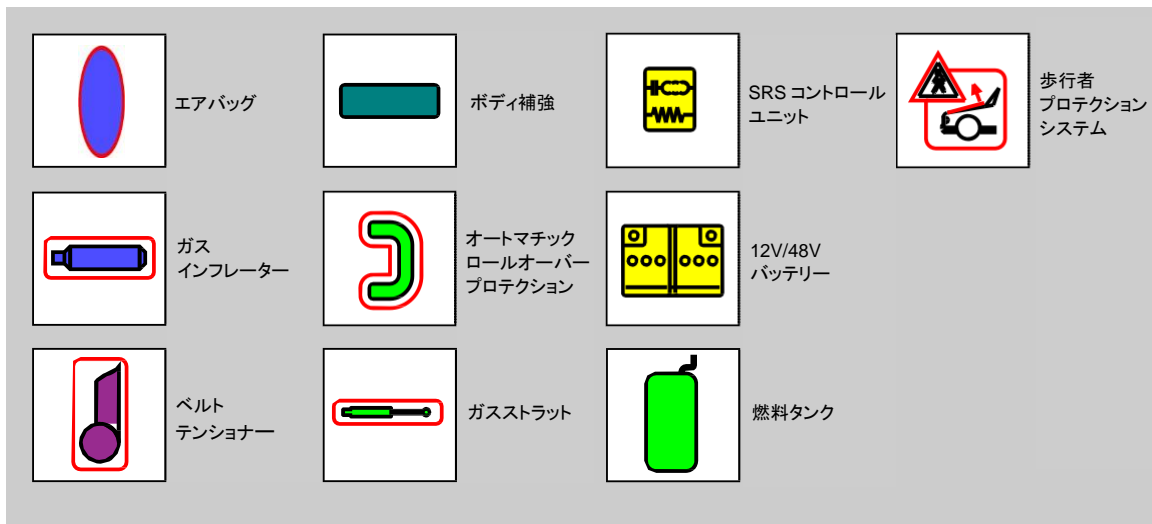 エアバッグ
ボディ補強
SRS コントロール
ユニット
歩行者
プロテクション
システム
ガス
インフレーター
オートマチック
ロールオーバー
プロテクション
12V/48V
バッテリー
ベルト
テンショナー
ガスストラット
燃料タンク